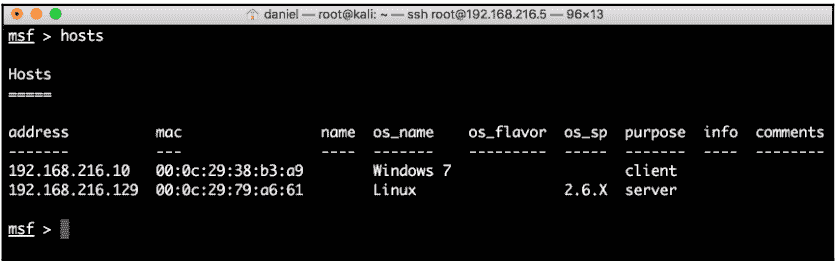 daniel — root@kali: ~ — ssh root@192.168.216.5 — 96×13
msf > hosts
Hosts
=====
address         mac                name  os_name    os_flavor  os_sp  purpose  info  comments
-------         ---                ----  -------    ---------  -----  -------  ----  --------
192.168.216.10   00:0c:29:38:b3:a9        Windows 7                    client
192.168.216.129  00:0c:29:79:a6:61        Linux                 2.6.X  server
msf >